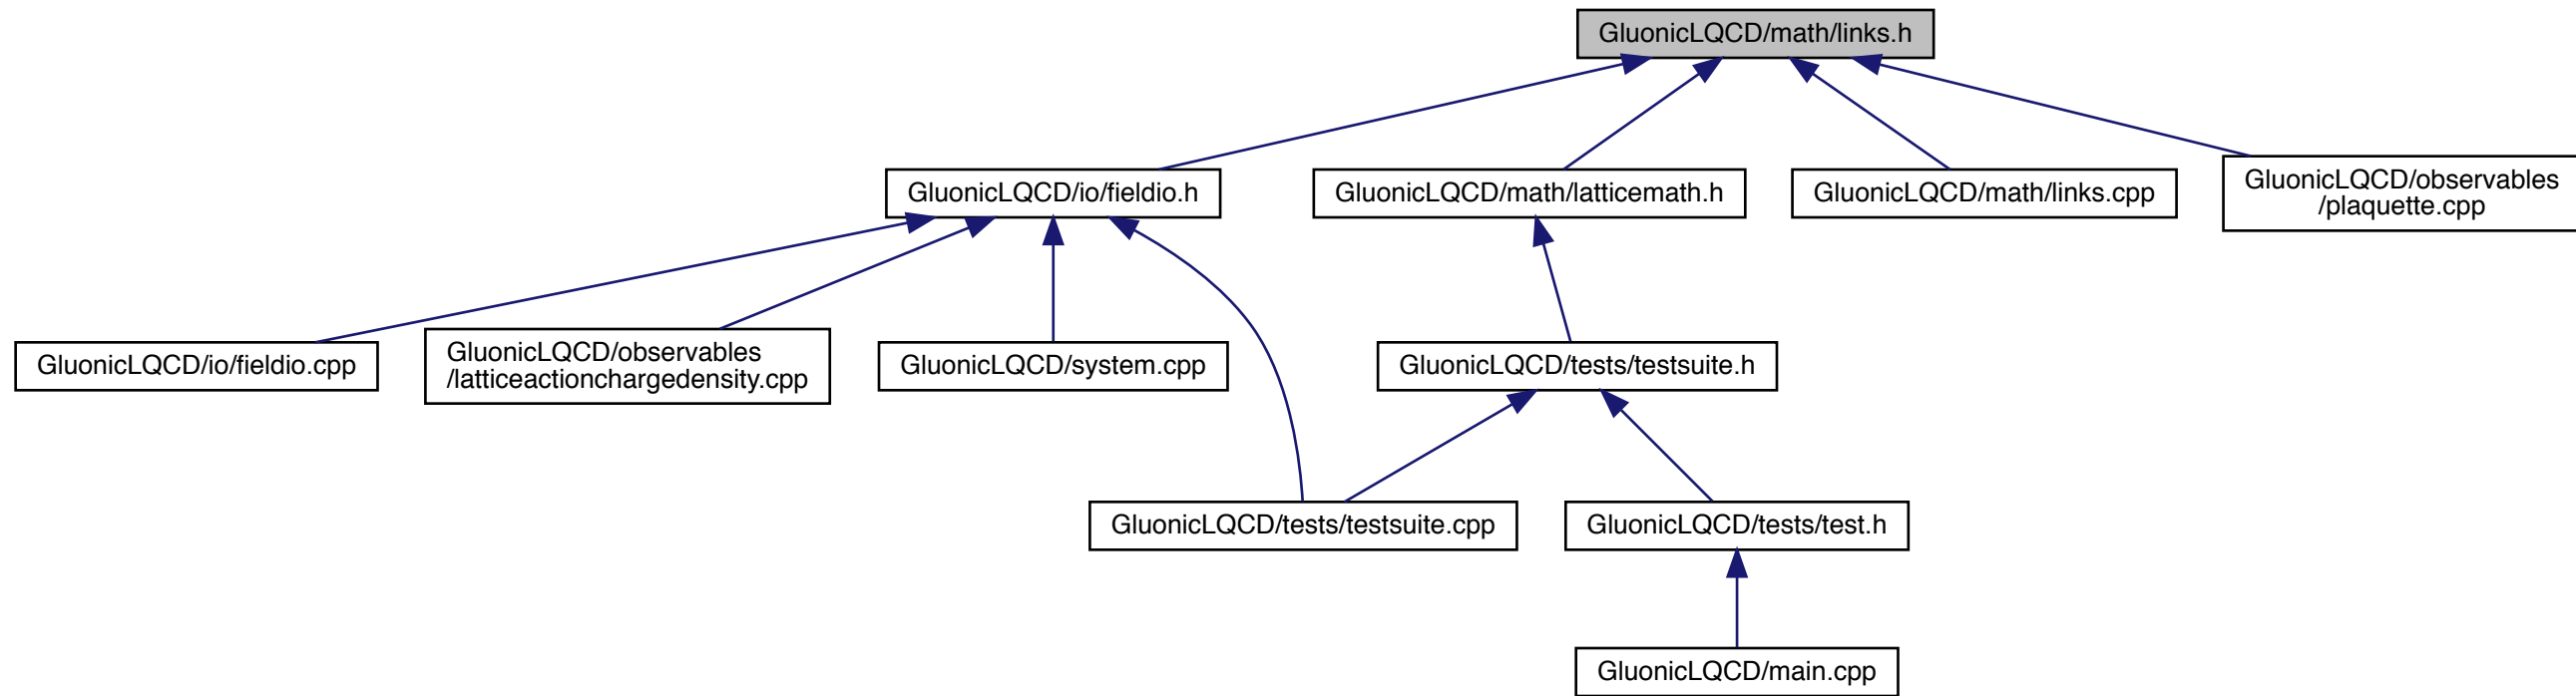 GluonicLQCD/math/links.h
GluonicLQCD/io/fieldio.h
GluonicLQCD/math/latticemath.h
GluonicLQCD/math/links.cpp
GluonicLQCD/observables
/plaquette.cpp
GluonicLQCD/io/fieldio.cpp
GluonicLQCD/observables
/latticeactionchargedensity.cpp
GluonicLQCD/system.cpp
GluonicLQCD/tests/testsuite.h
GluonicLQCD/tests/testsuite.cpp
GluonicLQCD/tests/test.h
GluonicLQCD/main.cpp